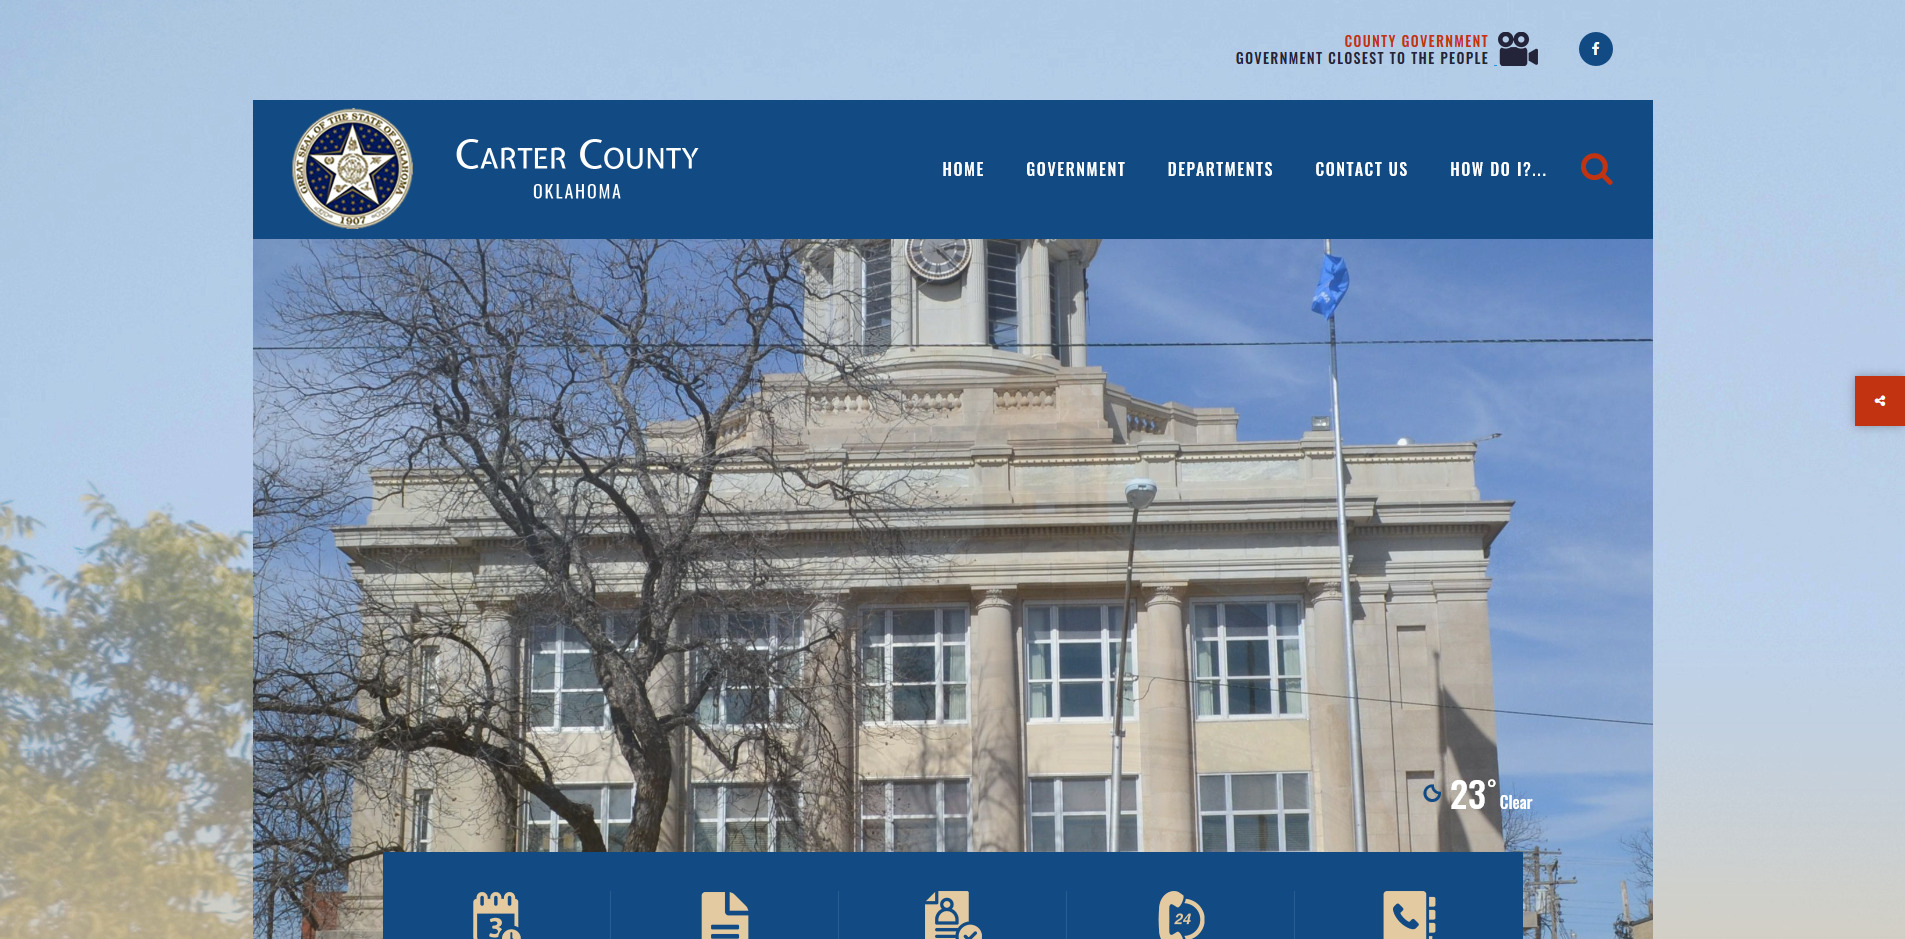 COUNTY GOVERNMENT
GOVERNMENT CLOSEST TO THE PEOPLE
GREAT SEAL OF THE STATE OF OKLAHOMA
1907
CARTER COUNTY
OKLAHOMA
HOME GOVERNMENT DEPARTMENTS CONTACT US HOW DO I?...
23° Clear
3
24